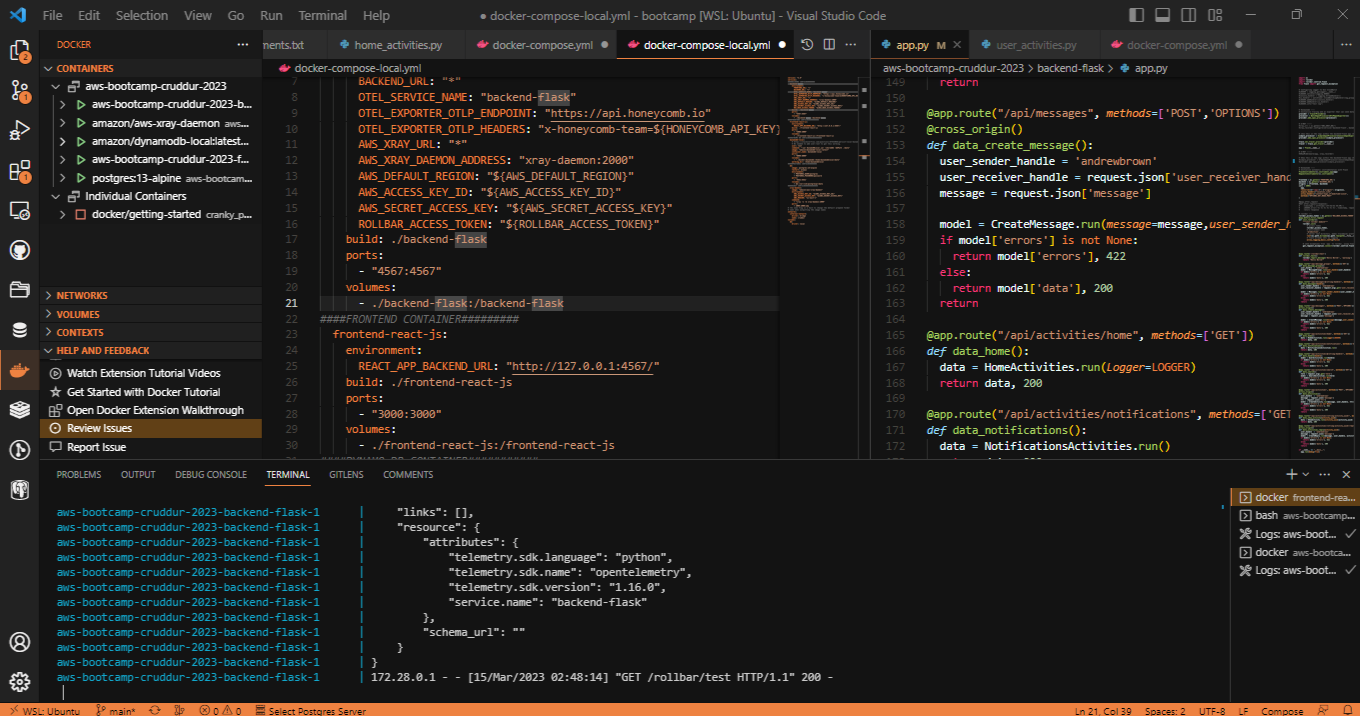 File Edit Selection View Go Run Terminal Help
● docker-compose-local.yml - bootcamp [WSL: Ubuntu] - Visual Studio Code
DOCKER
CONTAINERS
aws-bootcamp-cruddur-2023
aws-bootcamp-cruddur-2023-b...
amazon/aws-xray-daemon aws...
amazon/dynamodb-local:latest...
aws-bootcamp-cruddur-2023-f...
postgres:13-alpine aws-bootcam...
Individual Containers
docker/getting-started cranky_p...
NETWORKS
VOLUMES
CONTEXTS
HELP AND FEEDBACK
Watch Extension Tutorial Videos
Get Started with Docker Tutorial
Open Docker Extension Walkthrough
Review Issues
Report Issue
ments.txt home_activities.py docker-compose.yml docker-compose-local.yml
docker-compose-local.yml
7 BACKEND_URL: "*"
8 OTEL_SERVICE_NAME: "backend-flask"
9 OTEL_EXPORTER_OTLP_ENDPOINT: "https://api.honeycomb.io"
10 OTEL_EXPORTER_OTLP_HEADERS: "x-honeycomb-team=${HONEYCOMB_API_KEY}
11 AWS_XRAY_URL: "*"
12 AWS_XRAY_DAEMON_ADDRESS: "xray-daemon:2000"
13 AWS_DEFAULT_REGION: "${AWS_DEFAULT_REGION}"
14 AWS_ACCESS_KEY_ID: "${AWS_ACCESS_KEY_ID}"
15 AWS_SECRET_ACCESS_KEY: "${AWS_SECRET_ACCESS_KEY}"
16 ROLLBAR_ACCESS_TOKEN: "${ROLLBAR_ACCESS_TOKEN}"
17 build: ./backend-flask
18 ports:
19 - "4567:4567"
20 volumes:
21 - ./backend-flask:/backend-flask
22 ####FRONTEND CONTAINER#########
23 frontend-react-js:
24 environment:
25 REACT_APP_BACKEND_URL: "http://127.0.0.1:4567/"
26 build: ./frontend-react-js
27 ports:
28 - "3000:3000"
29 volumes:
30 - ./frontend-react-js:/frontend-react-js
app.py M user_activities.py docker-compose.yml
aws-bootcamp-cruddur-2023 > backend-flask > app.py
149 return
150
151 @app.route("/api/messages", methods=['POST','OPTIONS'])
152 @cross_origin()
153 def data_create_message():
154 user_sender_handle = 'andrewbrown'
155 user_receiver_handle = request.json['user_receiver_hand
156 message = request.json['message']
157
158 model = CreateMessage.run(message=message,user_sender_h
159 if model['errors'] is not None:
160 return model['errors'], 422
161 else:
162 return model['data'], 200
163 return
164
165 @app.route("/api/activities/home", methods=['GET'])
166 def data_home():
167 data = HomeActivities.run(Logger=LOGGER)
168 return data, 200
169
170 @app.route("/api/activities/notifications", methods=['GET
171 def data_notifications():
172 data = NotificationsActivities.run()
PROBLEMS OUTPUT DEBUG CONSOLE TERMINAL GITLENS COMMENTS
aws-bootcamp-cruddur-2023-backend-flask-1 | "links": [],
aws-bootcamp-cruddur-2023-backend-flask-1 | "resource": {
aws-bootcamp-cruddur-2023-backend-flask-1 | "attributes": {
aws-bootcamp-cruddur-2023-backend-flask-1 | "telemetry.sdk.language": "python",
aws-bootcamp-cruddur-2023-backend-flask-1 | "telemetry.sdk.name": "opentelemetry",
aws-bootcamp-cruddur-2023-backend-flask-1 | "telemetry.sdk.version": "1.16.0",
aws-bootcamp-cruddur-2023-backend-flask-1 | "service.name": "backend-flask"
aws-bootcamp-cruddur-2023-backend-flask-1 | },
aws-bootcamp-cruddur-2023-backend-flask-1 | "schema_url": ""
aws-bootcamp-cruddur-2023-backend-flask-1 | }
aws-bootcamp-cruddur-2023-backend-flask-1 | }
aws-bootcamp-cruddur-2023-backend-flask-1 | 172.28.0.1 - - [15/Mar/2023 02:48:14] "GET /rollbar/test HTTP/1.1" 200 -
docker frontend-rea...
bash aws-bootcamp...
Logs: aws-boot...
docker aws-bootca...
Logs: aws-boot...
WSL: Ubuntu main* 0 0 Select Postgres Server Ln 21, Col 39 Spaces: 2 UTF-8 LF Compose